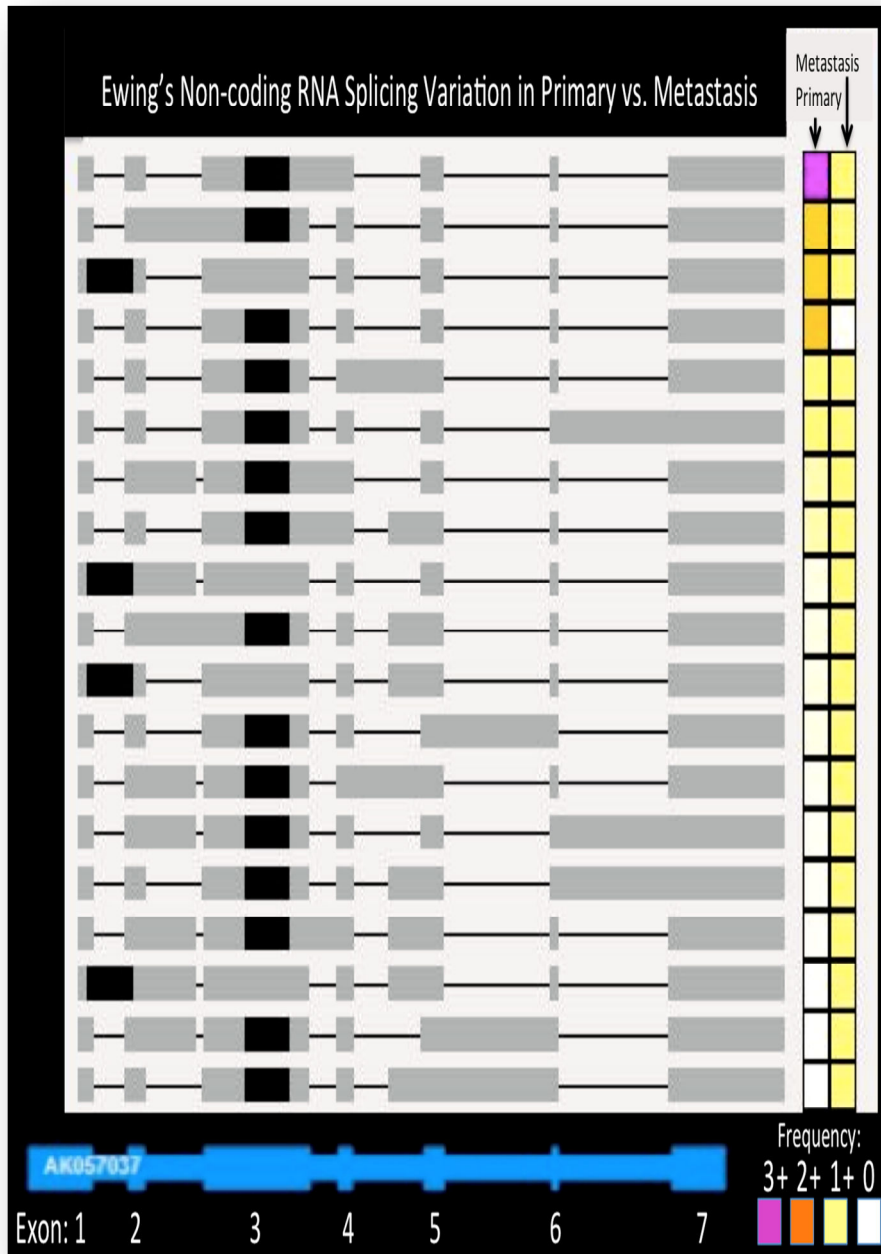 Ewing's Non-coding RNA Splicing Variation in Primary vs. Metastasis
Metastasis
Primary
AK057037
Exon: 1 2 3 4 5 6 7
Frequency:
3+ 2+ 1+ 0